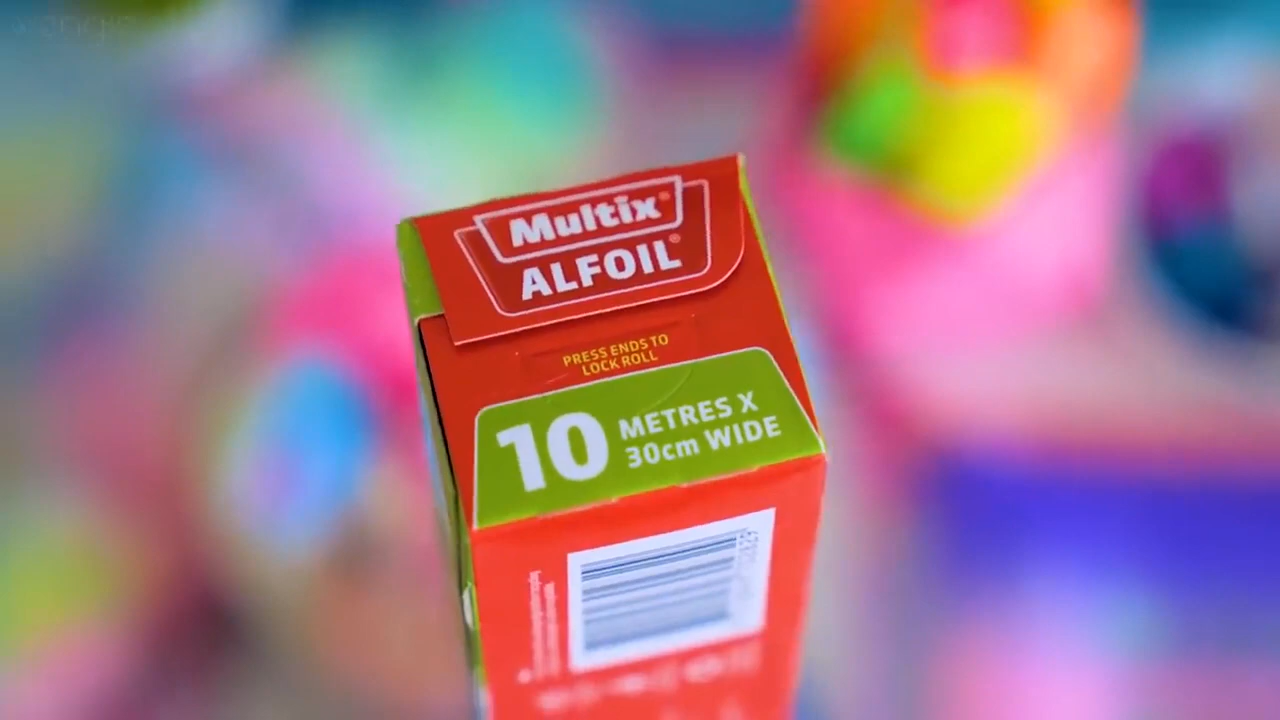 Multix®
ALFOIL®
PRESS ENDS TO
LOCK ROLL
10 METRES X
30cm WIDE